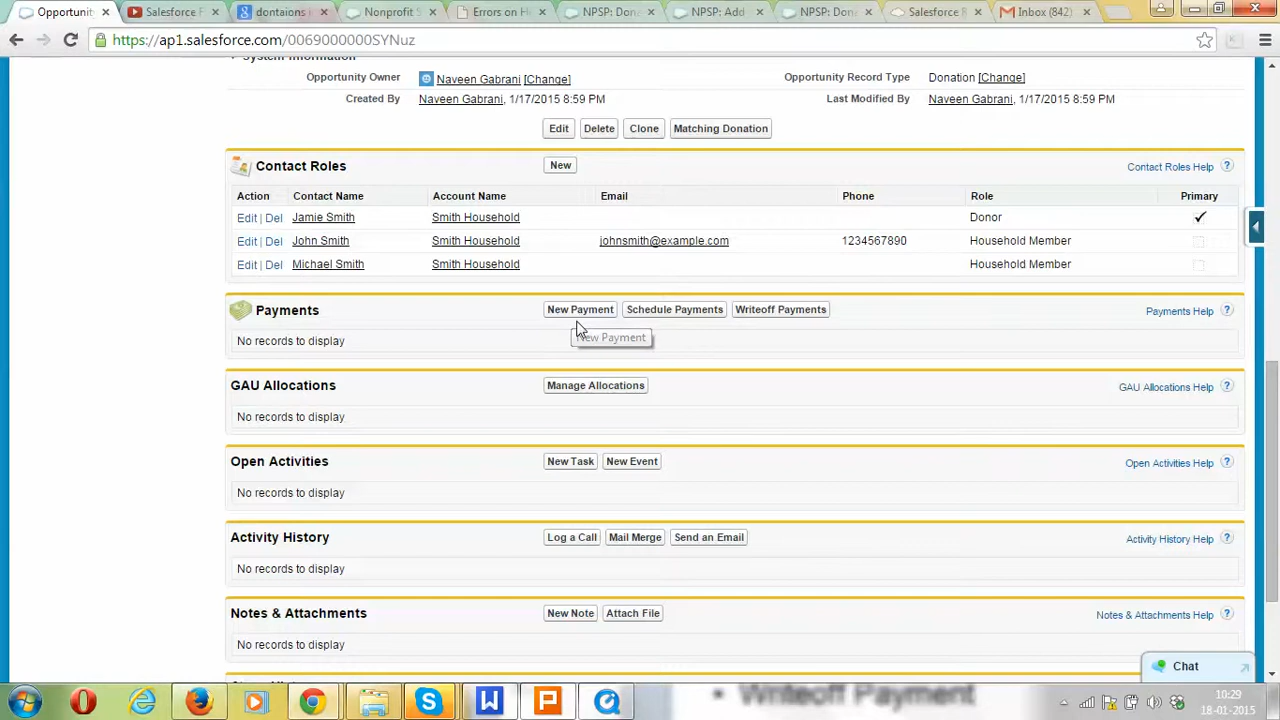 Opportunity
Salesforce F
dontaions i
Nonprofit S
Errors on He
NPSP: Don
NPSP: Add
NPSP: Don
Salesforce R
Inbox (842)
https://ap1.salesforce.com/0069000000SYNuz
System Information
Opportunity Owner Naveen Gabrani [Change] Opportunity Record Type Donation [Change]
Created By Naveen Gabrani, 1/17/2015 8:59 PM Last Modified By Naveen Gabrani, 1/17/2015 8:59 PM
Edit Delete Clone Matching Donation
Contact Roles New Contact Roles Help ?
Action Contact Name Account Name Email Phone Role Primary
Edit | Del Jamie Smith Smith Household Donor
Edit | Del John Smith Smith Household johnsmith@example.com 1234567890 Household Member
Edit | Del Michael Smith Smith Household Household Member
Payments New Payment Schedule Payments Writeoff Payments Payments Help ?
New Payment
No records to display
GAU Allocations Manage Allocations GAU Allocations Help ?
No records to display
Open Activities New Task New Event Open Activities Help ?
No records to display
Activity History Log a Call Mail Merge Send an Email Activity History Help ?
No records to display
Notes & Attachments New Note Attach File Notes & Attachments Help ?
No records to display
Chat
Writeoff Payment
10:29
18-01-2015